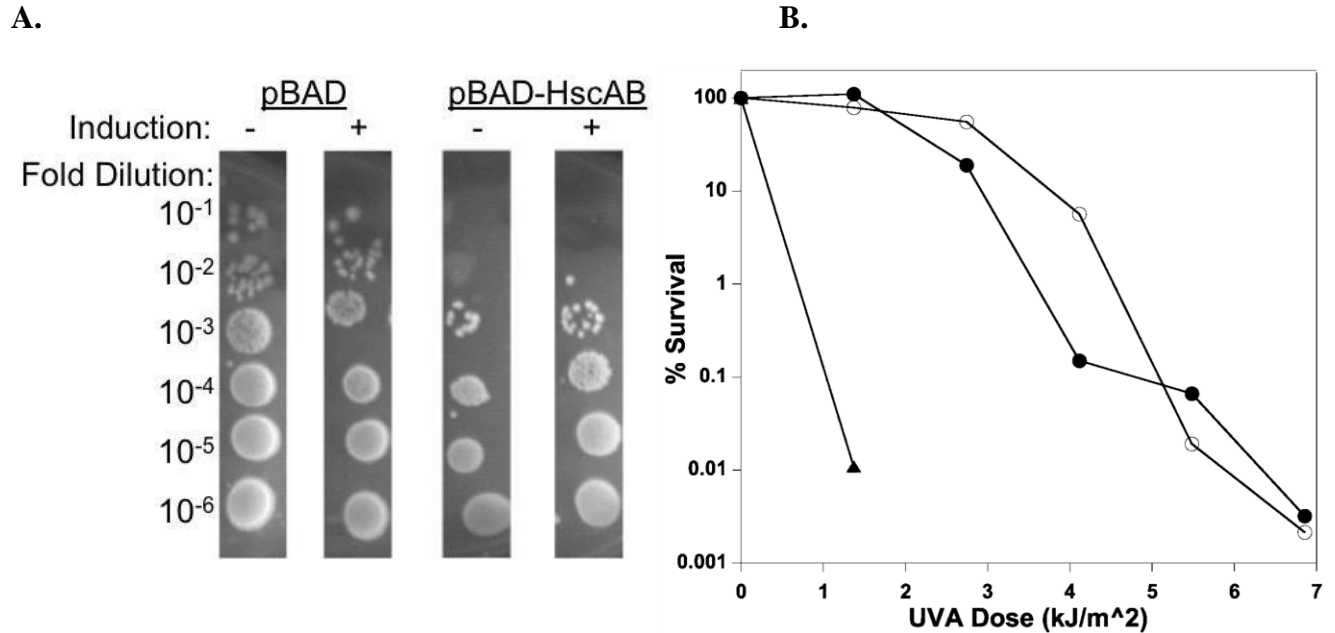 A.
B.
pBAD pBAD-HscAB
Induction: - + - +
Fold Dilution:
10-1
10-2
10-3
10-4
10-5
10-6
% Survival
100
10
1
0.1
0.01
0.001
0 1 2 3 4 5 6 7
UVA Dose (kJ/m^2)